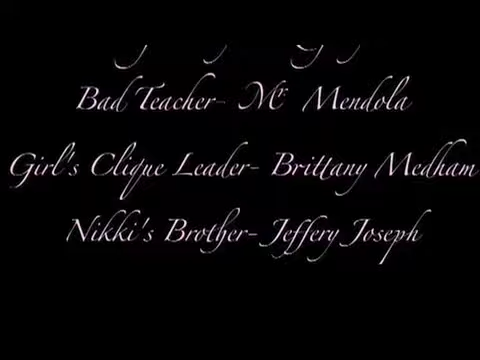 Bad Teacher- Mr. Mendola
Girl's Clique Leader- Brittany Medham
Nikki's Brother- Jeffery Joseph